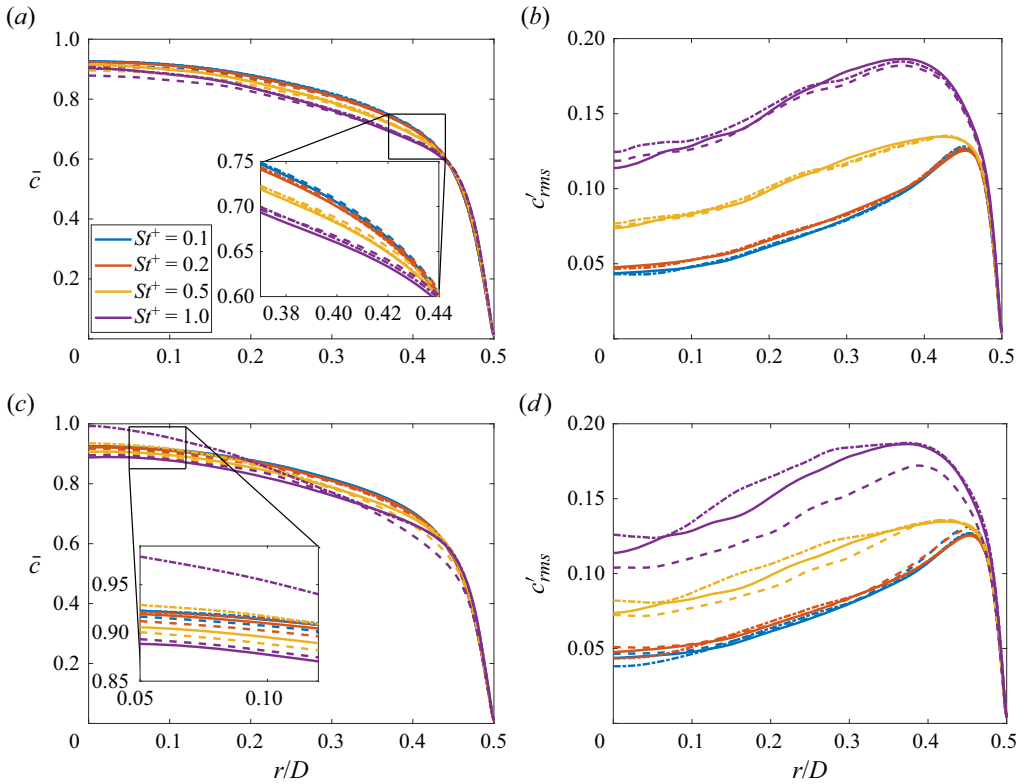 (a)
(b)
1.0
0.8
0.6
0.4
0.2
0
c̄
0.75
0.70
0.65
0.60
0.38 0.40 0.42 0.44
St⁺ = 0.1
St⁺ = 0.2
St⁺ = 0.5
St⁺ = 1.0
0.1 0.2 0.3 0.4 0.5
0.20
0.15
0.10
0.05
0
c′rms
0.1 0.2 0.3 0.4 0.5
(c)
(d)
1.0
0.8
0.6
0.4
0.2
0
c̄
0.95
0.90
0.85
0.05 0.10
0.1 0.2 0.3 0.4 0.5
r/D
0.20
0.15
0.10
0.05
0
c′rms
0.1 0.2 0.3 0.4 0.5
r/D